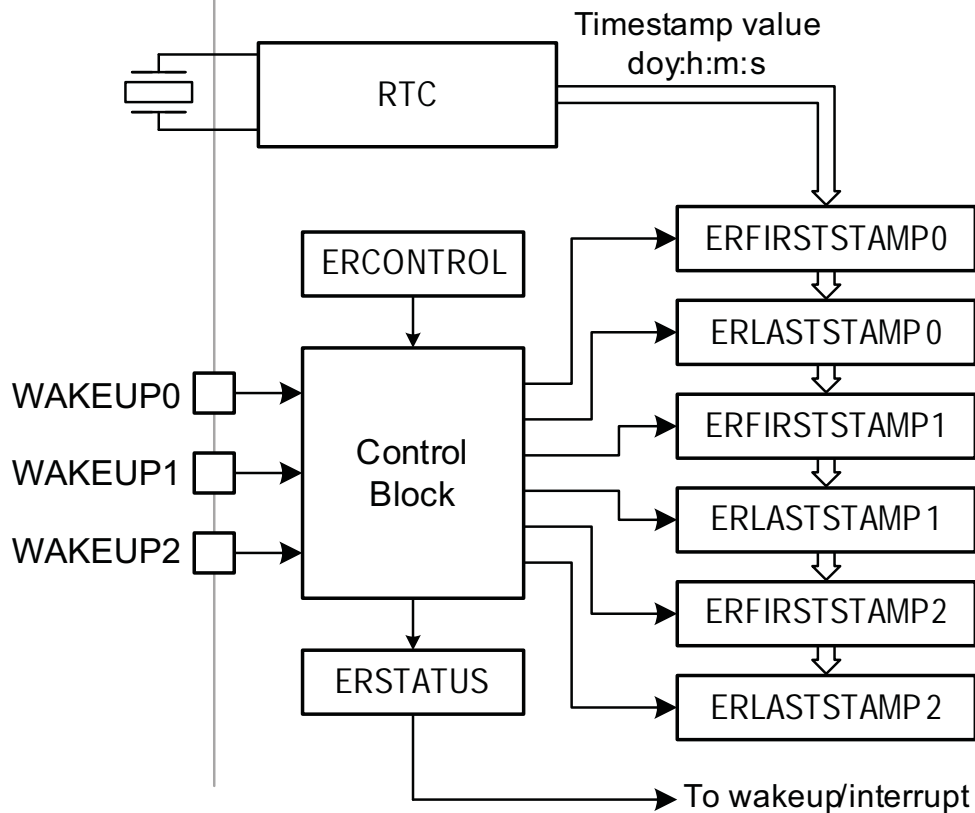 Timestamp value
doy:h:m:s
RTC
ERFIRSTSTAMP0
ERCONTROL
ERLASTSTAMP0
WAKEUP0
ERFIRSTSTAMP1
Control
Block
WAKEUP1
ERLASTSTAMP1
WAKEUP2
ERFIRSTSTAMP2
ERSTATUS
ERLASTSTAMP2
To wakeup/interrupt